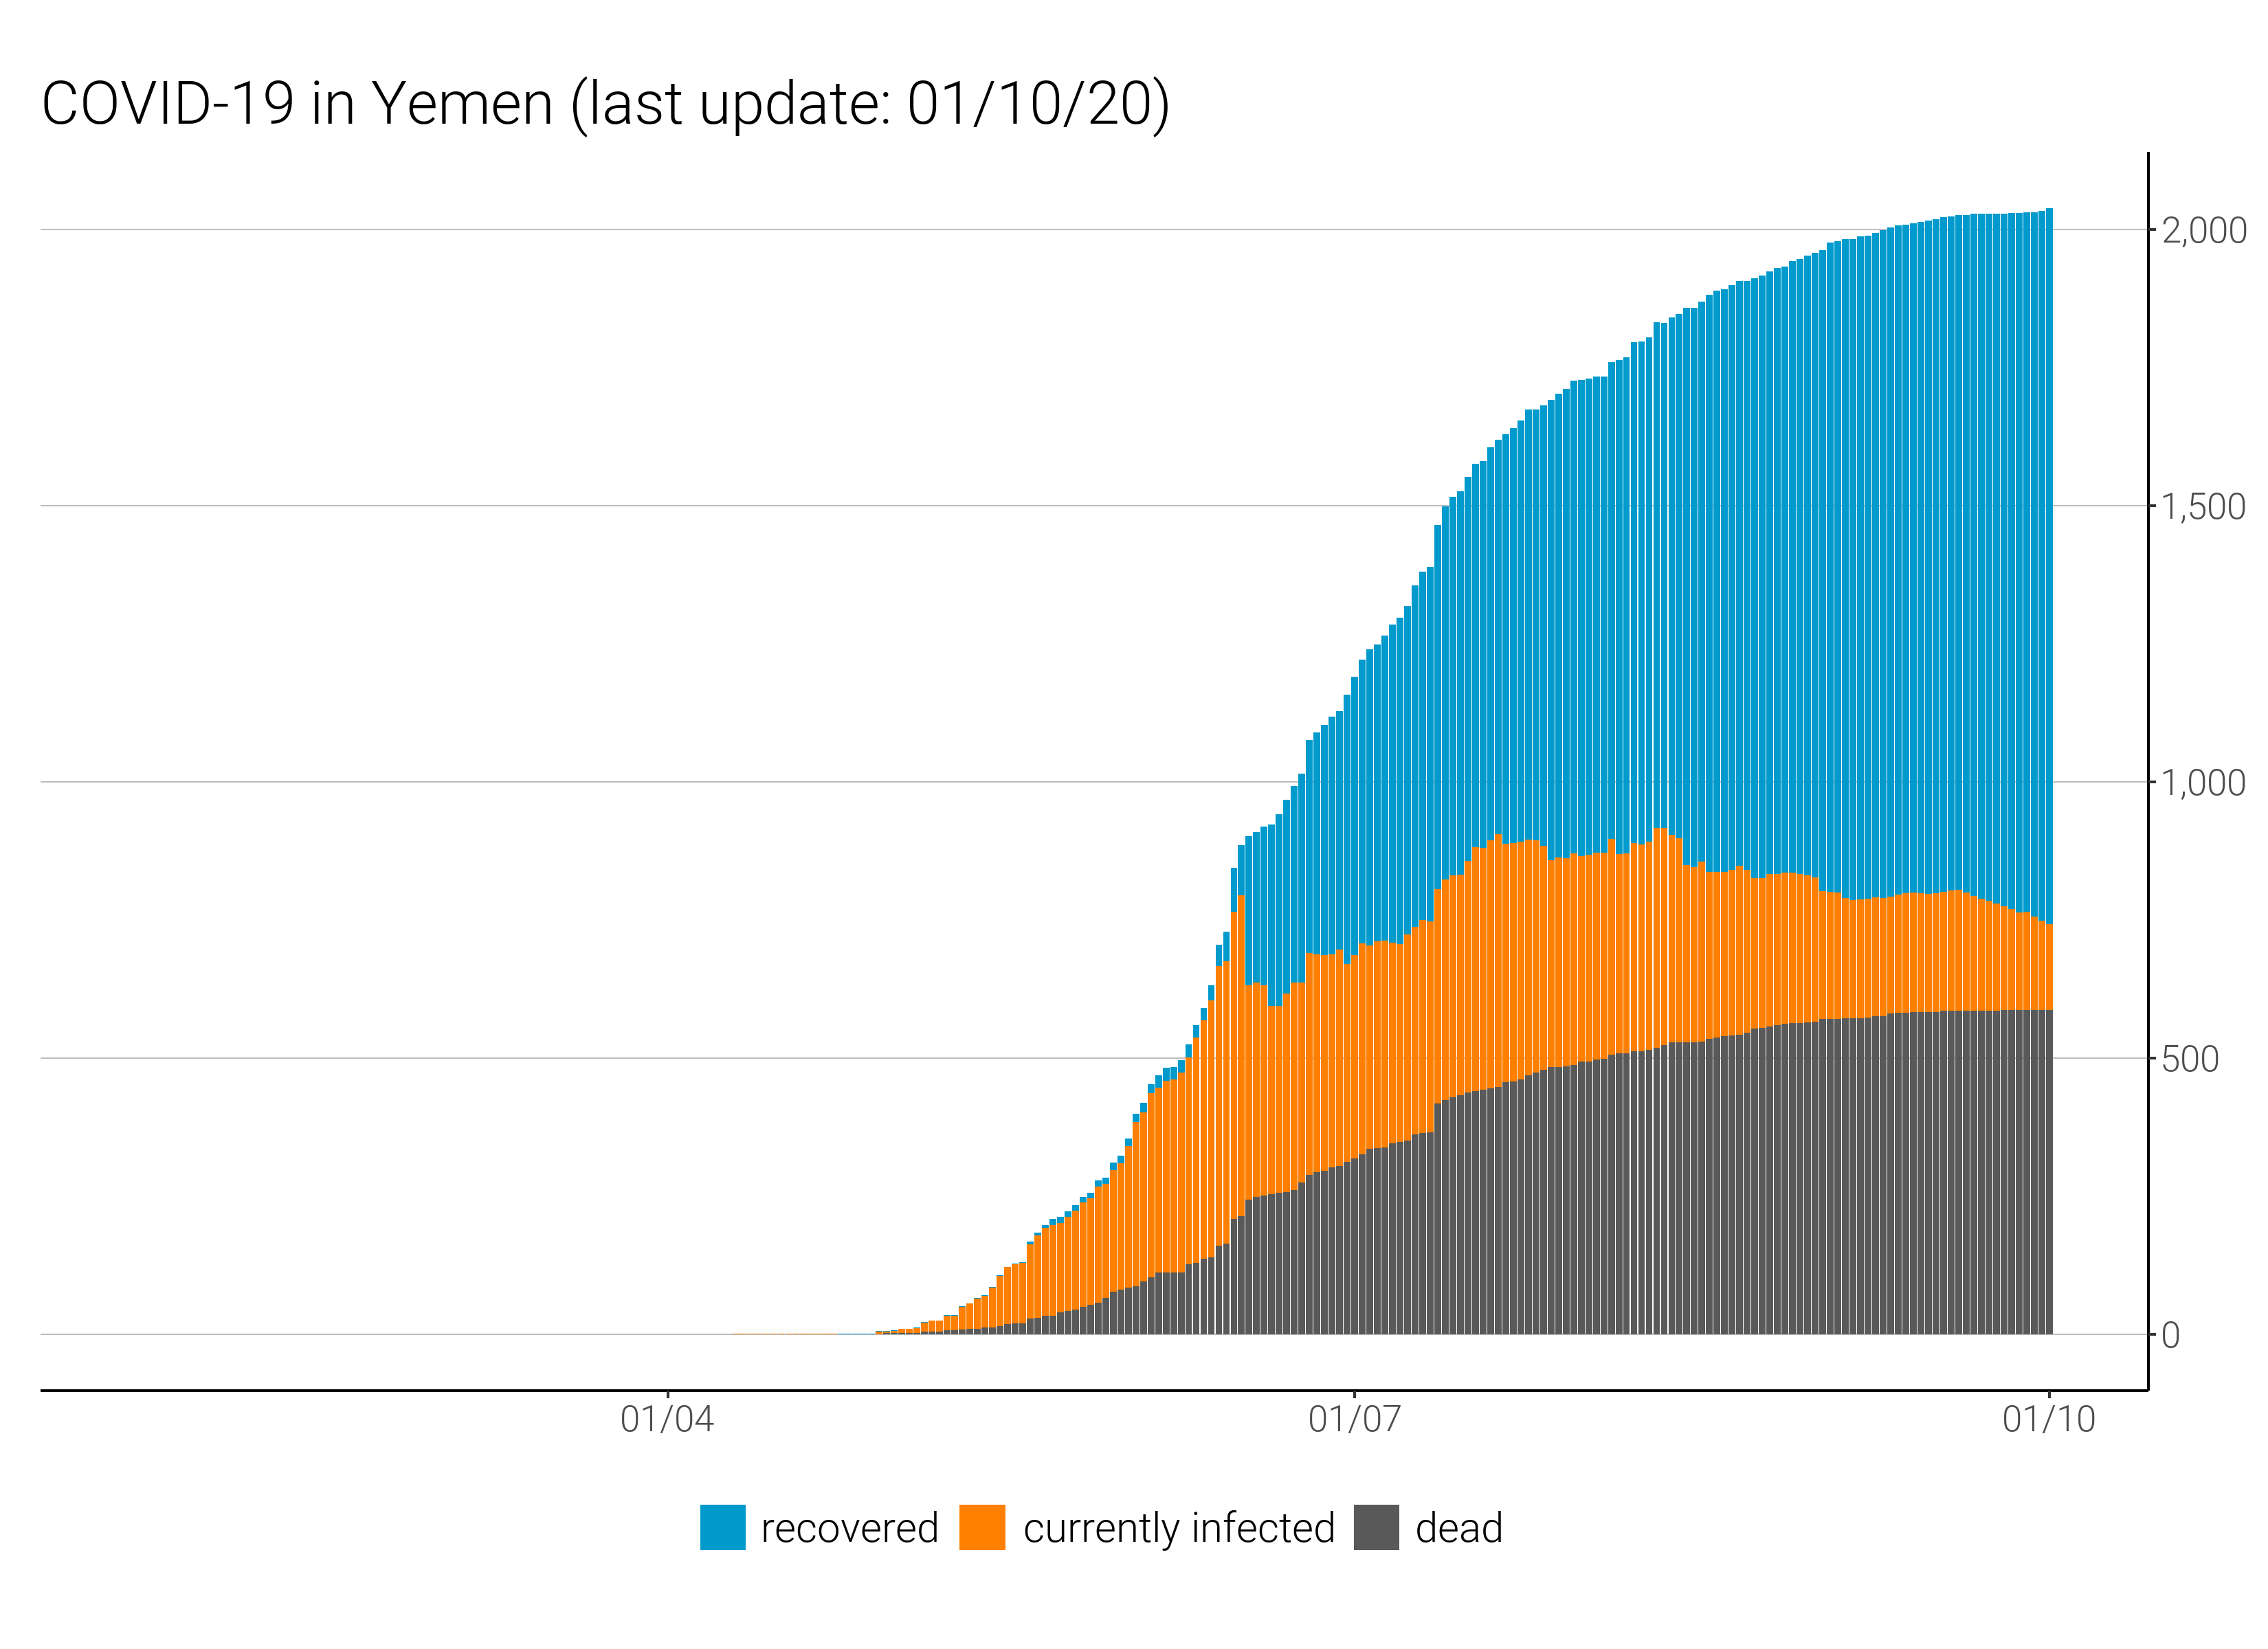 COVID-19 in Yemen (last update: 01/10/20)
2,000
1,500
1,000
500
0
01/04 01/07 01/10
recovered currently infected dead